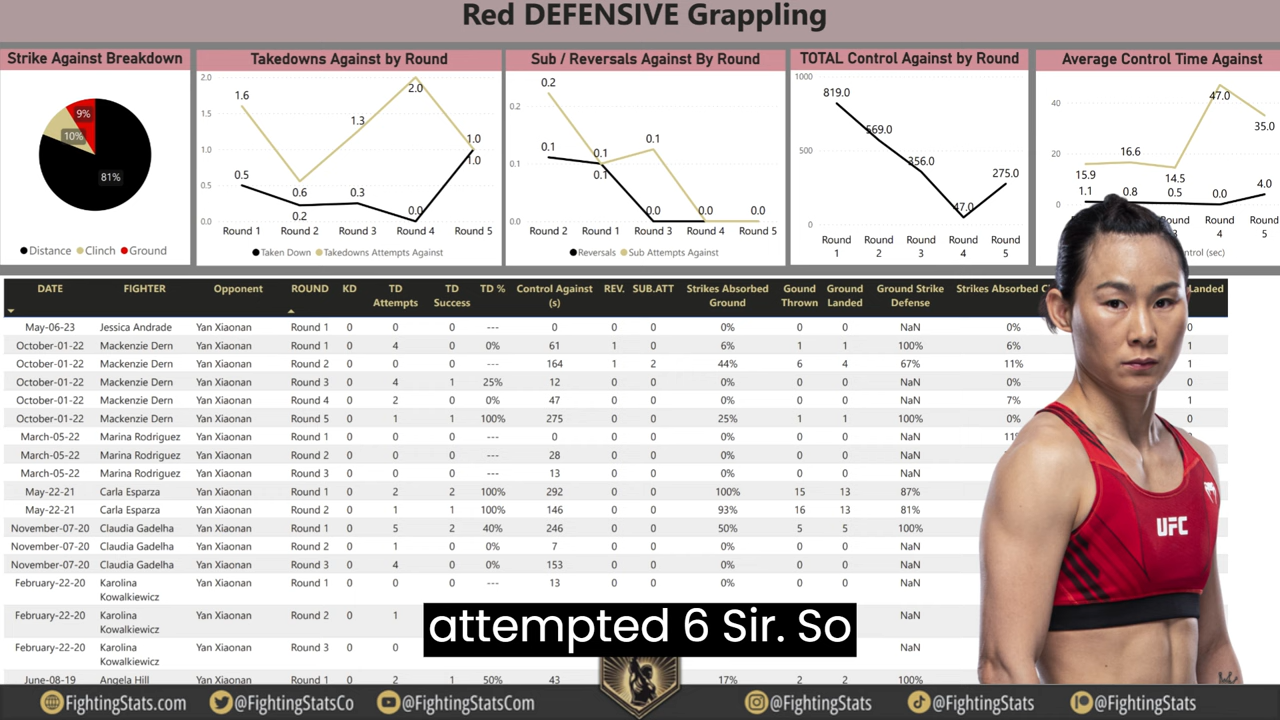 Red DEFENSIVE Grappling
Strike Against Breakdown
9%
10%
81%
Distance Clinch Ground
Takedowns Against by Round
2.0
1.5
1.0
0.5
0.0
1.6
0.6
1.3
2.0
1.0
0.5
0.2
0.3
0.0
1.0
Round 1 Round 2 Round 3 Round 4 Round 5
Taken Down Takedowns Attempts Against
Sub / Reversals Against By Round
0.2
0.1
0.0
0.2
0.1
0.1
0.1
0.1
0.0
0.0
0.0
Round 2 Round 1 Round 3 Round 4 Round 5
Reversals Sub Attempts Against
TOTAL Control Against by Round
1000
500
0
819.0
569.0
356.0
47.0
275.0
Round 1 Round 2 Round 3 Round 4 Round 5
Average Control Time Against
40
20
0
15.9
16.6
14.5
47.0
35.0
1.1
0.8
0.5
0.0
4.0
Round 4 Round 5
DATE FIGHTER Opponent ROUND KD TD Attempts TD Success TD % Control Against (s) REV. SUB.ATT Strikes Absorbed Ground Gound Thrown Ground Landed Ground Strike Defense Strikes Absorbed Landed
May-06-23 Jessica Andrade Yan Xiaonan Round 1 0 0 0 --- 0 0 0 0% 0 0 NaN 0% 0
October-01-22 Mackenzie Dern Yan Xiaonan Round 1 0 4 0 0% 61 1 0 6% 1 1 100% 6% 1
October-01-22 Mackenzie Dern Yan Xiaonan Round 2 0 0 0 --- 164 1 2 44% 6 4 67% 11% 1
October-01-22 Mackenzie Dern Yan Xiaonan Round 3 0 4 1 25% 12 0 0 0% 0 0 NaN 0% 0
October-01-22 Mackenzie Dern Yan Xiaonan Round 4 0 2 0 0% 47 0 0 0% 0 0 NaN 7% 1
October-01-22 Mackenzie Dern Yan Xiaonan Round 5 0 1 1 100% 275 0 0 25% 1 1 100% 0% 0
March-05-22 Marina Rodriguez Yan Xiaonan Round 1 0 0 0 --- 0 0 0 0% 0 0 NaN
March-05-22 Marina Rodriguez Yan Xiaonan Round 2 0 0 0 --- 28 0 0 0% 0 0 NaN
March-05-22 Marina Rodriguez Yan Xiaonan Round 3 0 0 0 --- 13 0 0 0% 0 0 NaN
May-22-21 Carla Esparza Yan Xiaonan Round 1 0 2 2 100% 292 0 0 100% 15 13 87%
May-22-21 Carla Esparza Yan Xiaonan Round 2 0 1 1 100% 146 0 0 93% 16 13 81%
November-07-20 Claudia Gadelha Yan Xiaonan Round 1 0 5 2 40% 246 0 0 50% 5 5 100%
November-07-20 Claudia Gadelha Yan Xiaonan Round 2 0 1 0 0% 7 0 0 0% 0 0 NaN
November-07-20 Claudia Gadelha Yan Xiaonan Round 3 0 4 0 0% 153 0 0 0% 0 0 NaN
February-22-20 Karolina Kowalkiewicz Yan Xiaonan Round 1 0 0 0 --- 13 0 0 0% 0 0 NaN
February-22-20 Karolina Kowalkiewicz Yan Xiaonan Round 2 0 1 NaN
February-22-20 Karolina Kowalkiewicz Yan Xiaonan Round 3 0 0 NaN
June-08-19 Angela Hill Yan Xiaonan Round 1 0 2 1 50% 43 0 0 17% 2 2 100%
UFC
attempted 6 Sir. So
@FightingStats.com @FightingStatsCo @FightingStatsCom @FightingStats @FightingStats @FightingStats